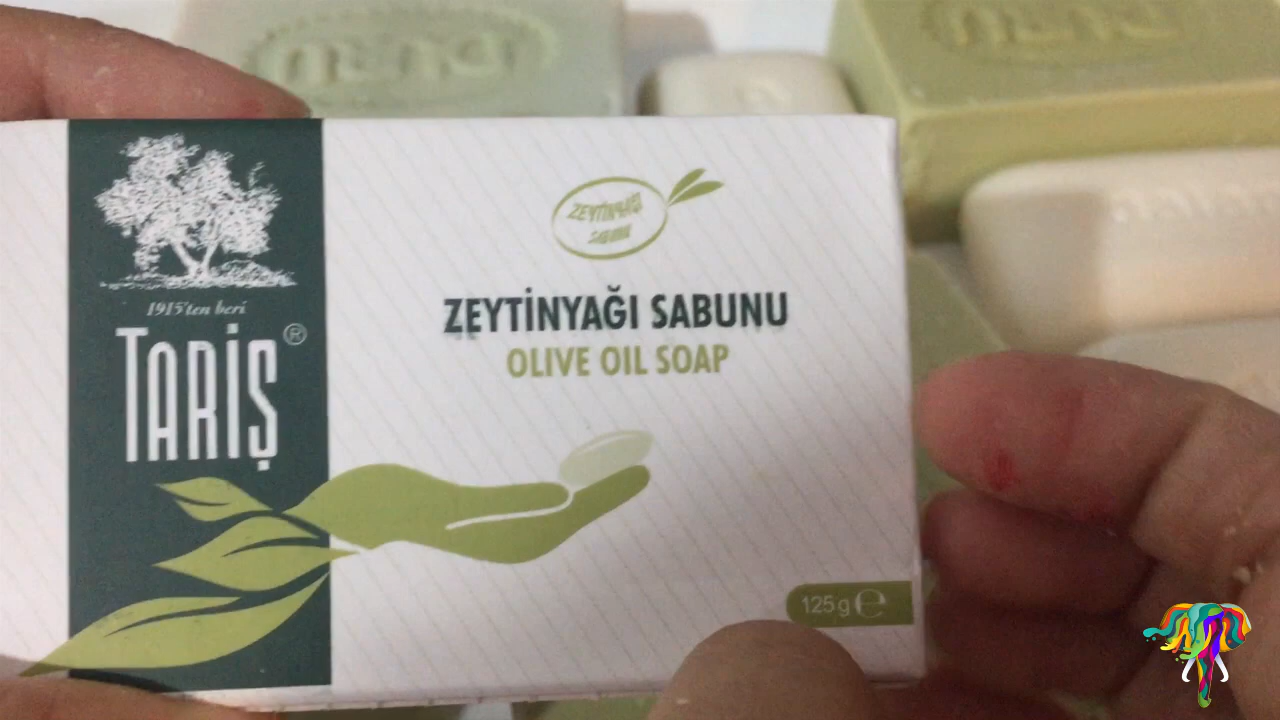 1915'ten beri
TARİŞ®
ZEYTİNYAĞI
SABUNU
ZEYTİNYAĞI SABUNU
OLIVE OIL SOAP
125g ℮